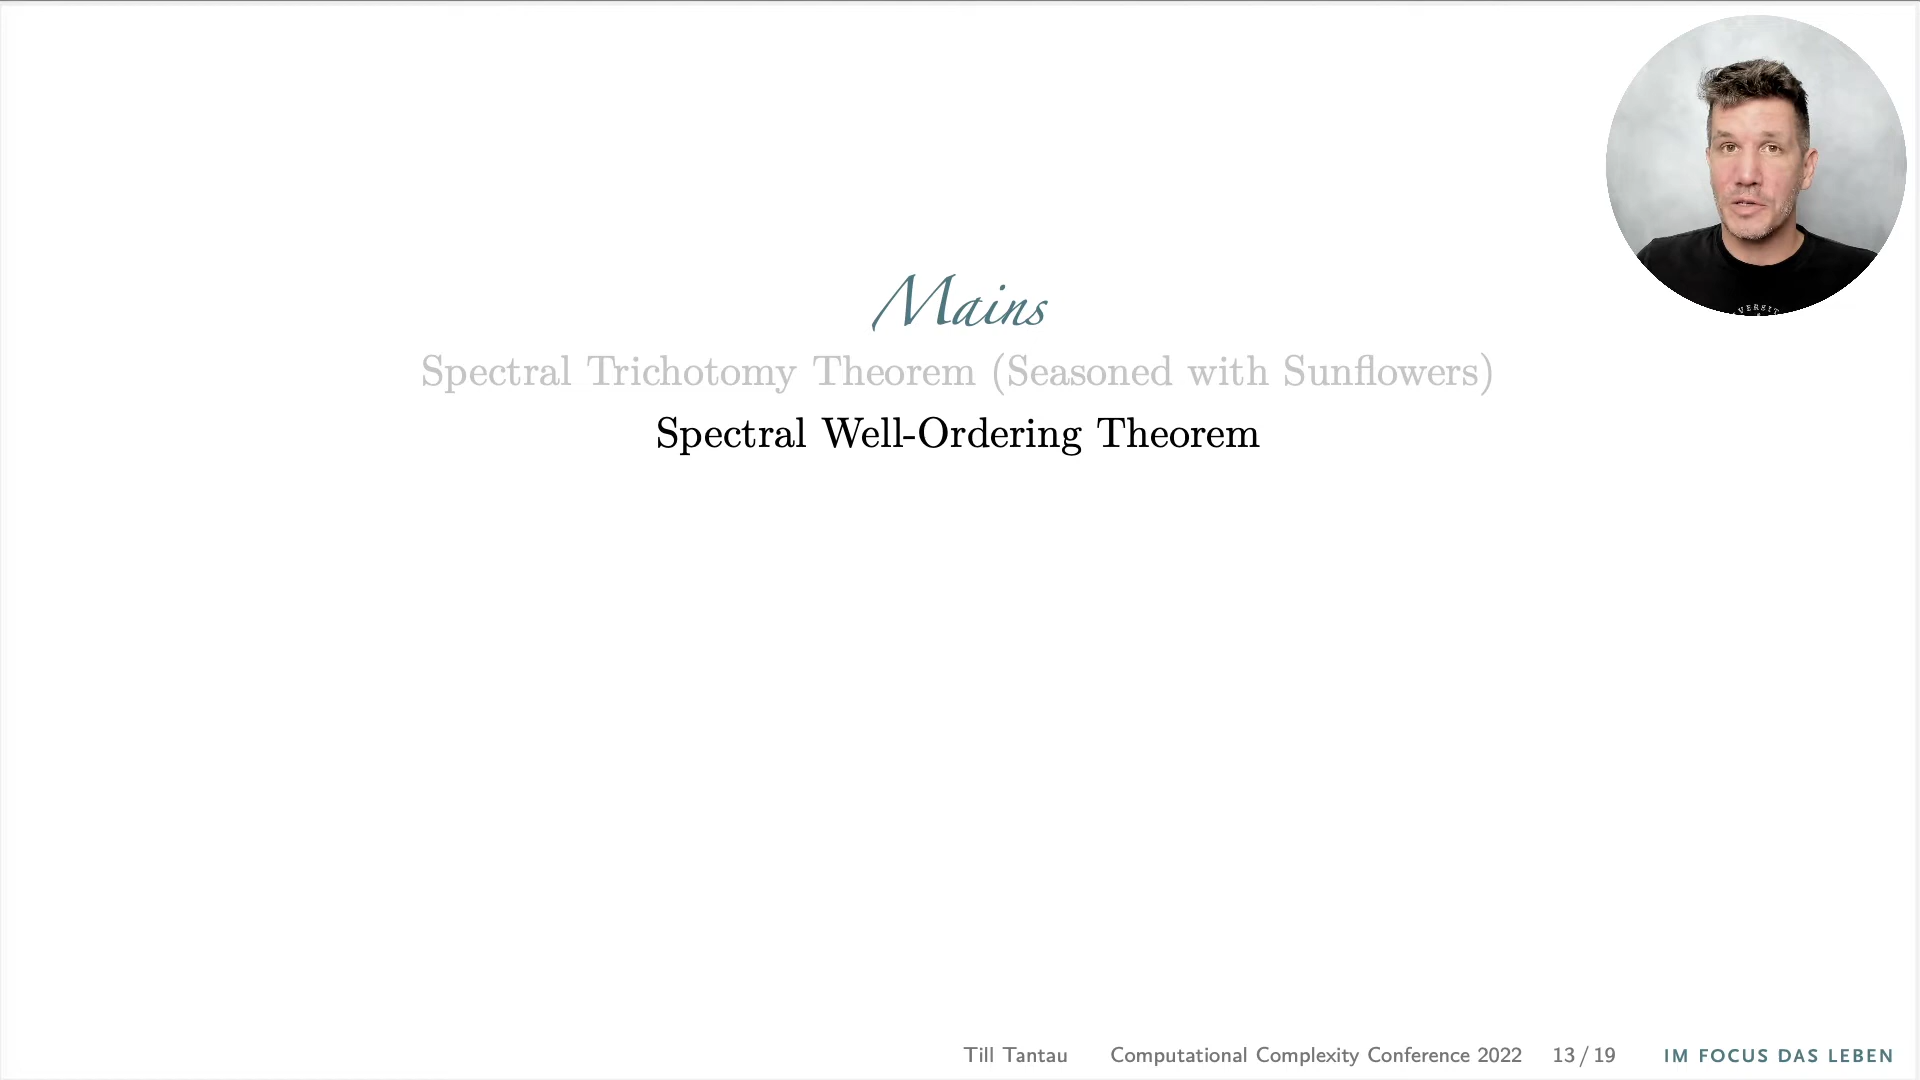 Mains
Spectral Trichotomy Theorem (Seasoned with Sunflowers)
Spectral Well-Ordering Theorem
Till Tantau Computational Complexity Conference 2022 13 / 19 IM FOCUS DAS LEBEN